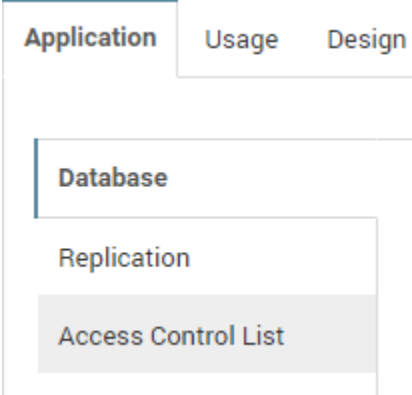 Application Usage Design
Database
Replication
Access Control List